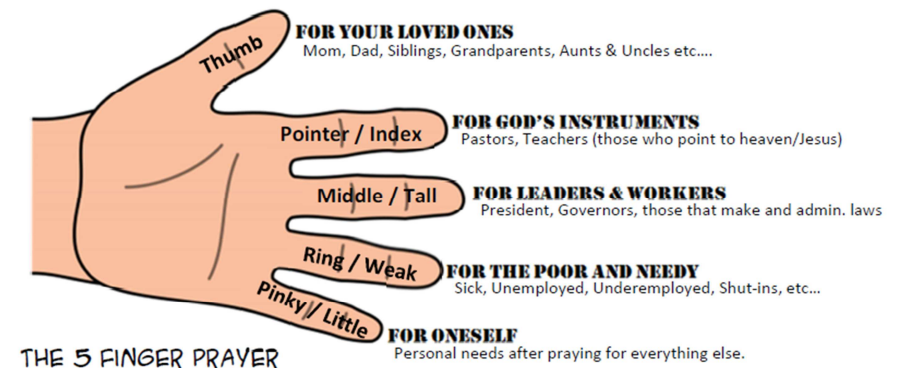 Thumb
FOR YOUR LOVED ONES
Mom, Dad, Siblings, Grandparents, Aunts & Uncles etc....
Pointer / Index
FOR GOD'S INSTRUMENTS
Pastors, Teachers (those who point to heaven/Jesus)
Middle / Tall
FOR LEADERS & WORKERS
President, Governors, those that make and admin. laws
Ring / Weak
FOR THE POOR AND NEEDY
Sick, Unemployed, Underemployed, Shut-ins, etc...
Pinky / Little
FOR ONESELF
Personal needs after praying for everything else.
THE 5 FINGER PRAYER